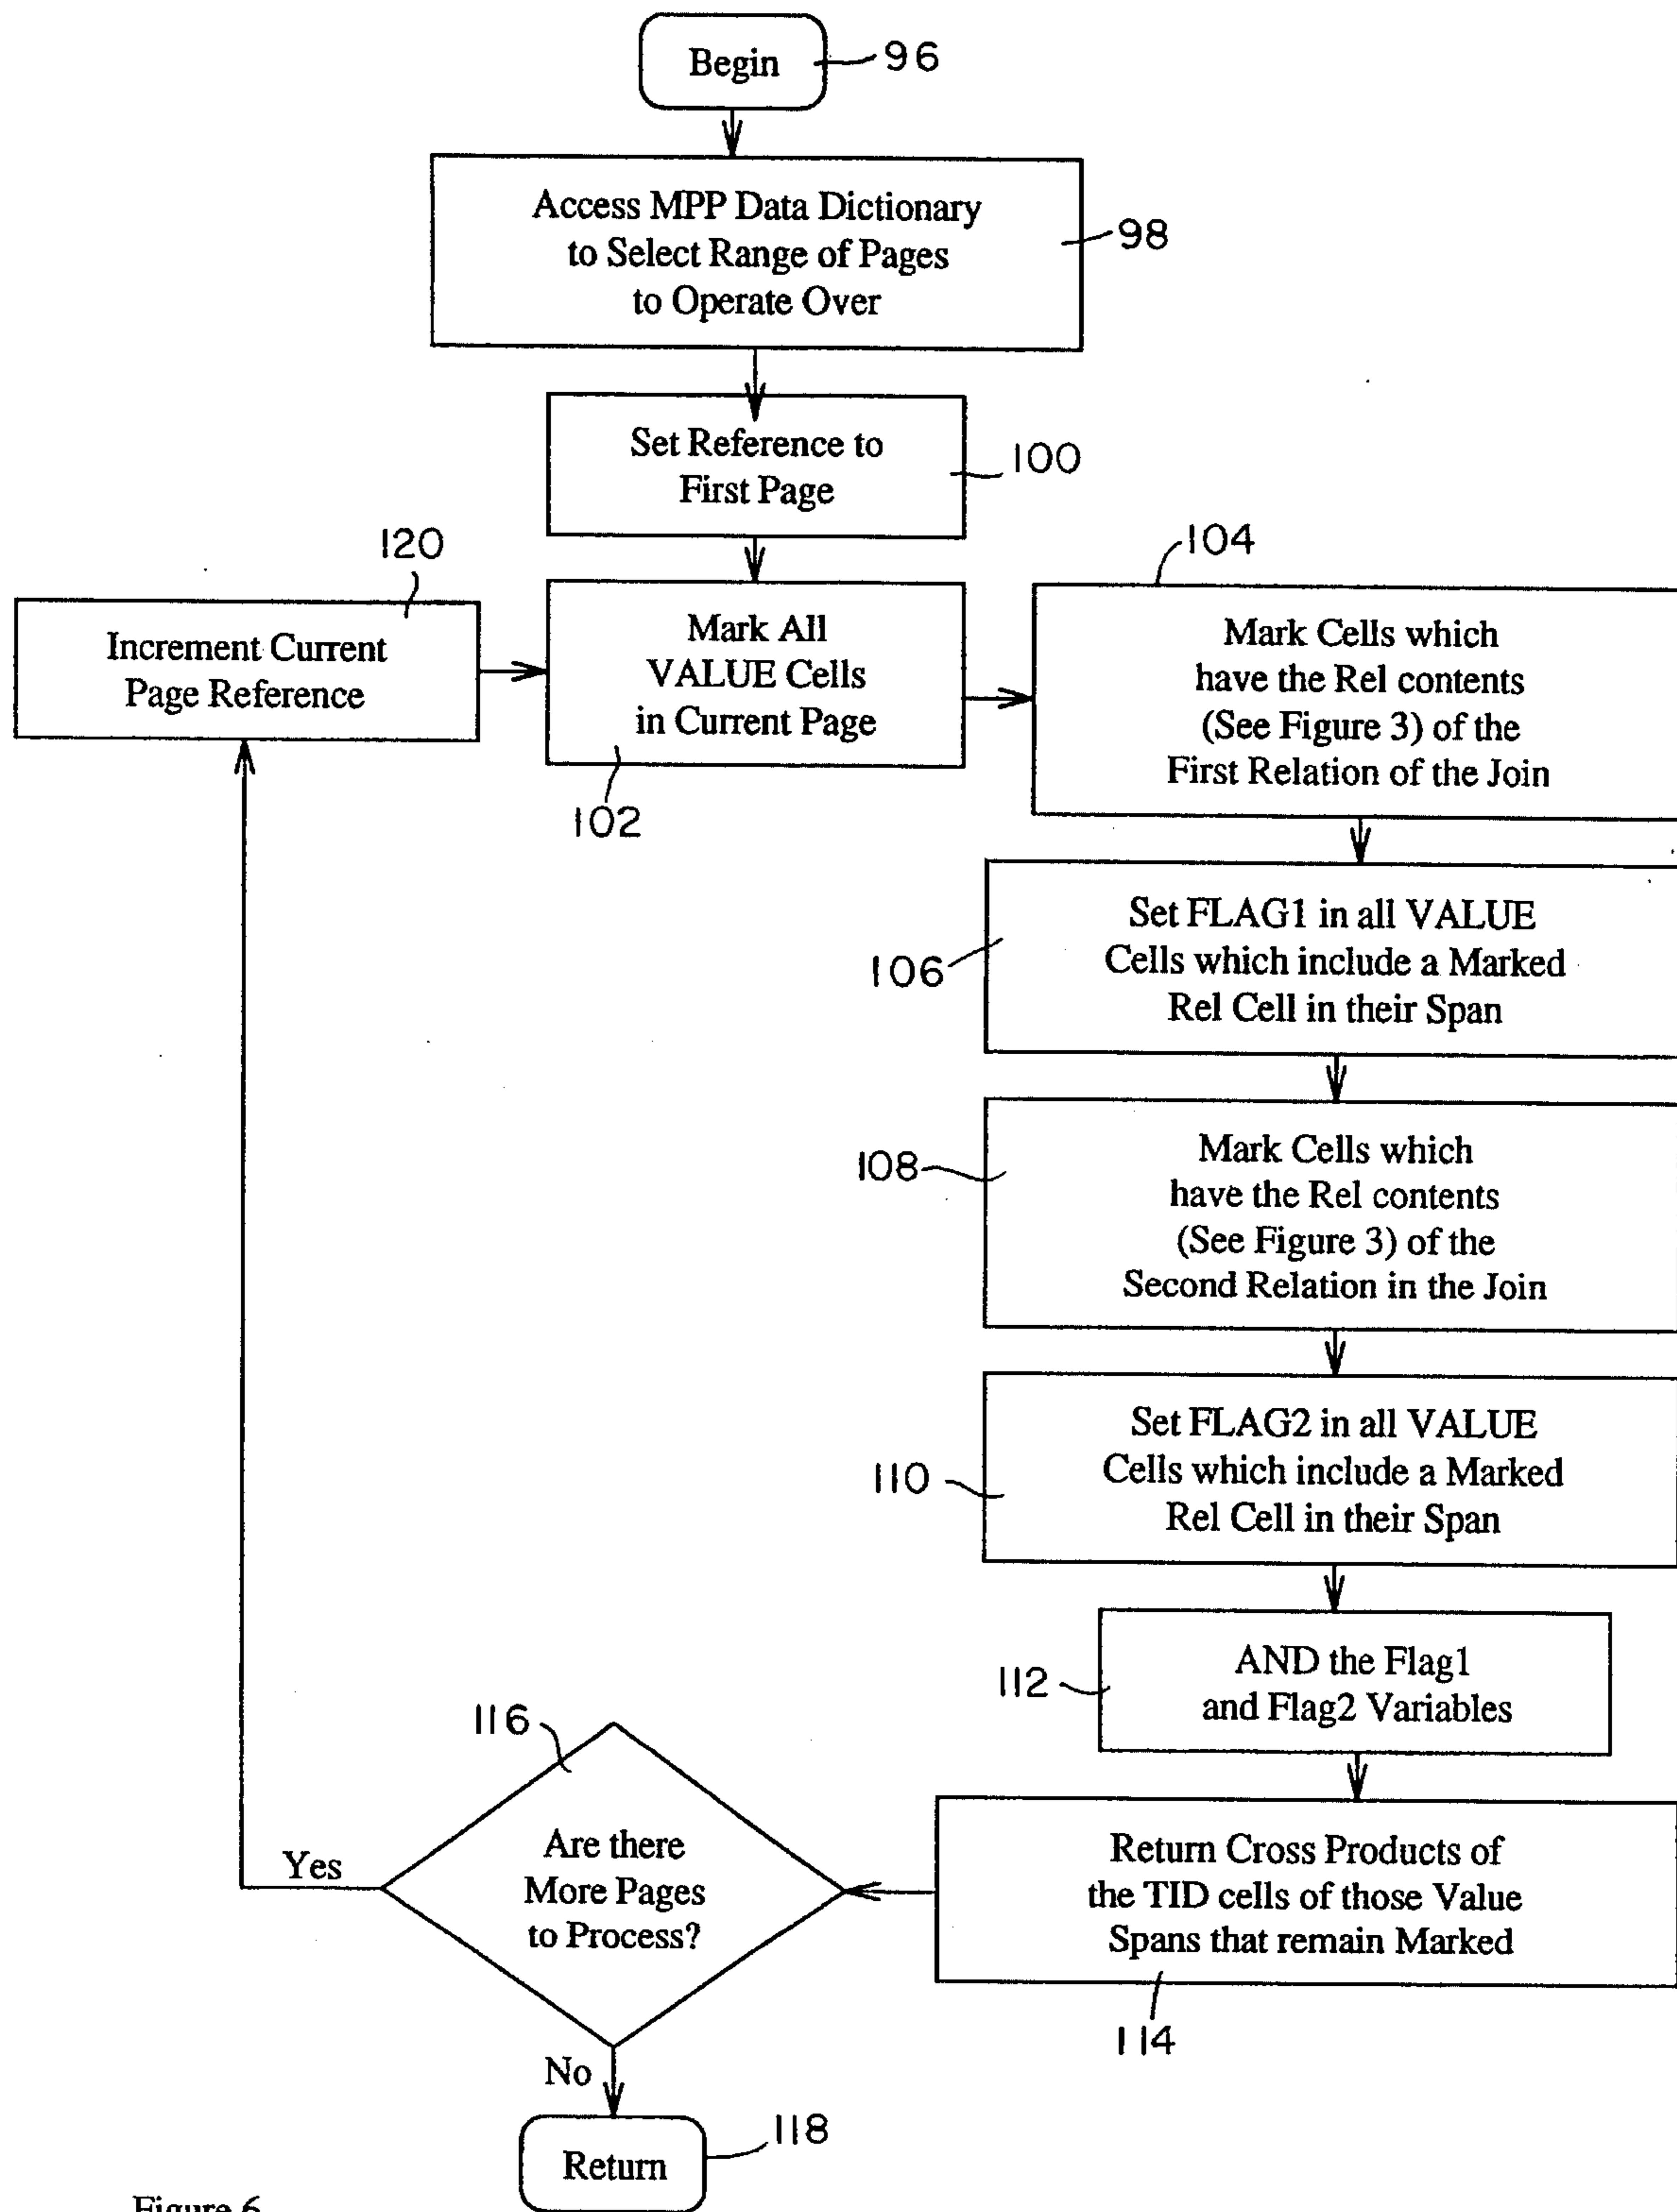 Begin
96
Access MPP Data Dictionary
to Select Range of Pages
to Operate Over
98
Set Reference to
First Page
100
120
Increment Current
Page Reference
Mark All
VALUE Cells
in Current Page
102
104
Mark Cells which
have the Rel contents
(See Figure 3) of the
First Relation of the Join
Set FLAG1 in all VALUE
Cells which include a Marked
Rel Cell in their Span
106
Mark Cells which
have the Rel contents
(See Figure 3) of the
Second Relation in the Join
108
Set FLAG2 in all VALUE
Cells which include a Marked
Rel Cell in their Span
110
AND the Flag1
and Flag2 Variables
112
Return Cross Products of
the TID cells of those Value
Spans that remain Marked
114
116
Are there
More Pages
to Process?
Yes
No
Return
118
Figure 6